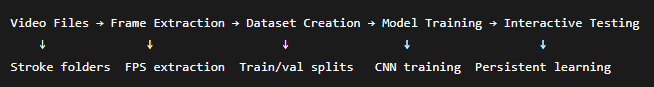 Video Files → Frame Extraction → Dataset Creation → Model Training → Interactive Testing
↓ ↓ ↓ ↓ ↓
Stroke folders FPS extraction Train/val splits CNN training Persistent learning